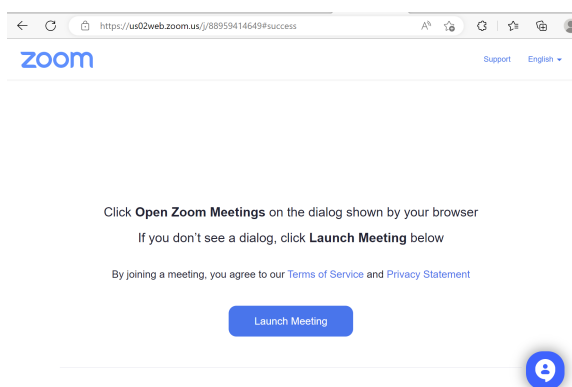 https://us02web.zoom.us/j/88959414649#success
zoom
Support English
Click Open Zoom Meetings on the dialog shown by your browser
If you don't see a dialog, click Launch Meeting below
By joining a meeting, you agree to our Terms of Service and Privacy Statement
Launch Meeting